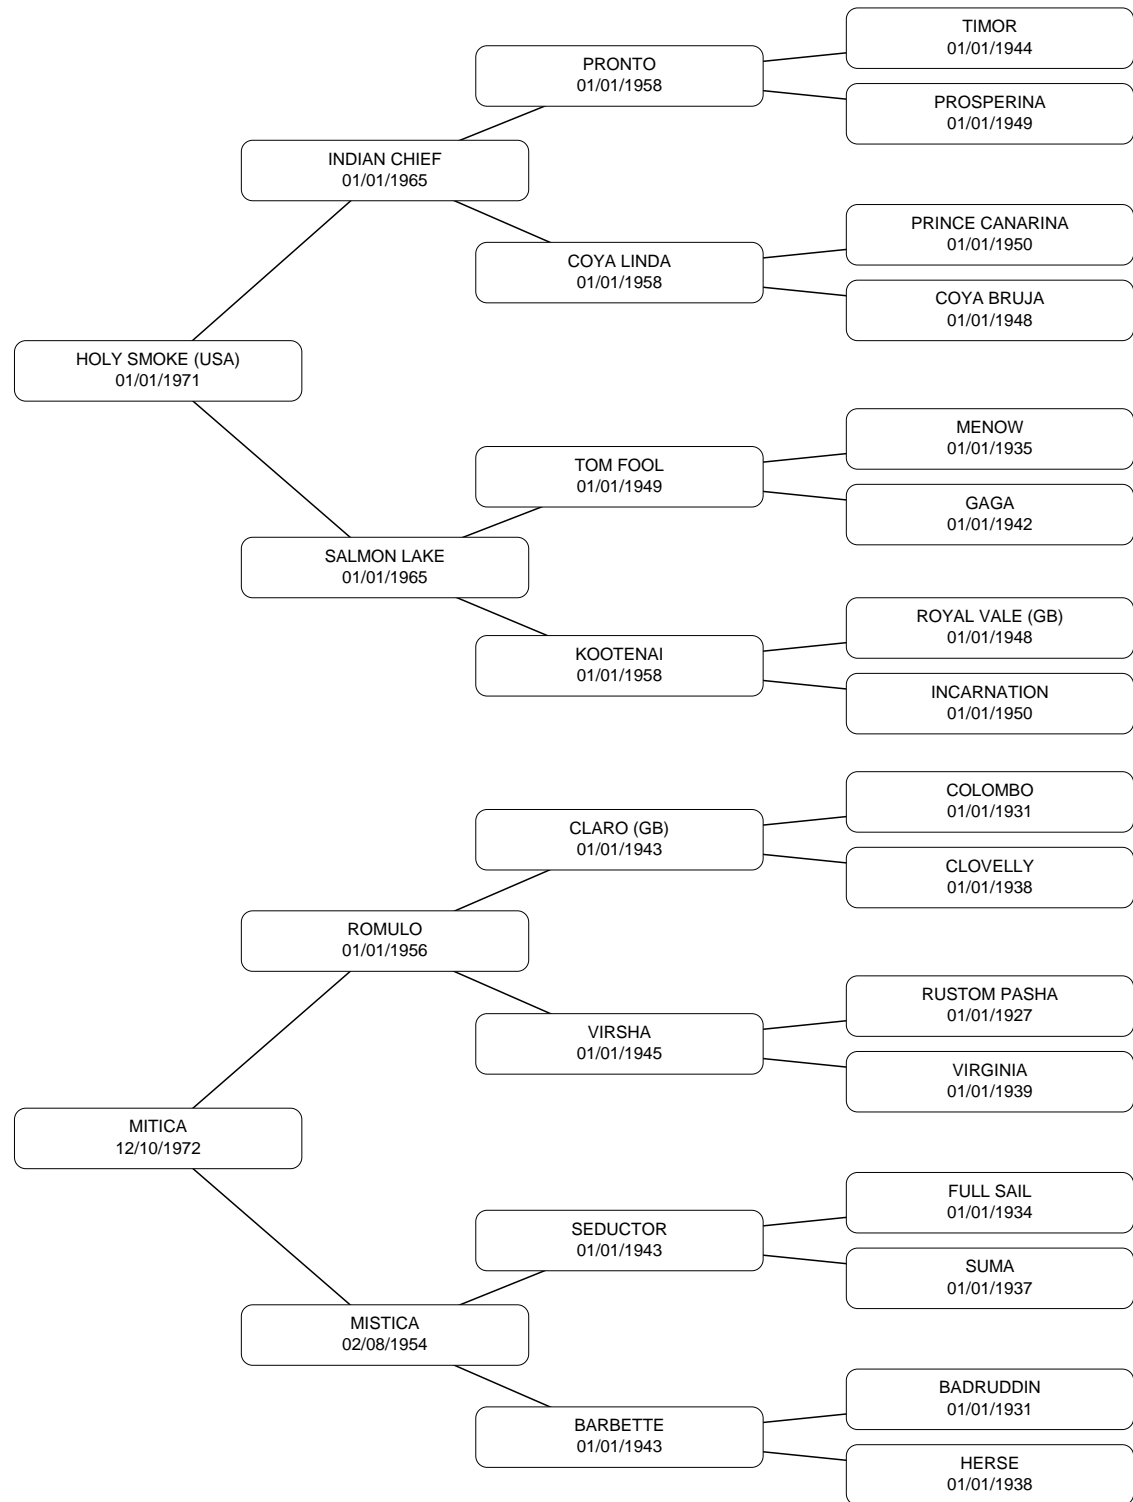 TIMOR
01/01/1944
PRONTO
01/01/1958
PROSPERINA
01/01/1949
INDIAN CHIEF
01/01/1965
PRINCE CANARINA
01/01/1950
COYA LINDA
01/01/1958
COYA BRUJA
01/01/1948
HOLY SMOKE (USA)
01/01/1971
MENOW
01/01/1935
TOM FOOL
01/01/1949
GAGA
01/01/1942
SALMON LAKE
01/01/1965
ROYAL VALE (GB)
01/01/1948
KOOTENAI
01/01/1958
INCARNATION
01/01/1950
COLOMBO
01/01/1931
CLARO (GB)
01/01/1943
CLOVELLY
01/01/1938
ROMULO
01/01/1956
RUSTOM PASHA
01/01/1927
VIRSHA
01/01/1945
VIRGINIA
01/01/1939
MITICA
12/10/1972
FULL SAIL
01/01/1934
SEDUCTOR
01/01/1943
SUMA
01/01/1937
MISTICA
02/08/1954
BADRUDDIN
01/01/1931
BARBETTE
01/01/1943
HERSE
01/01/1938